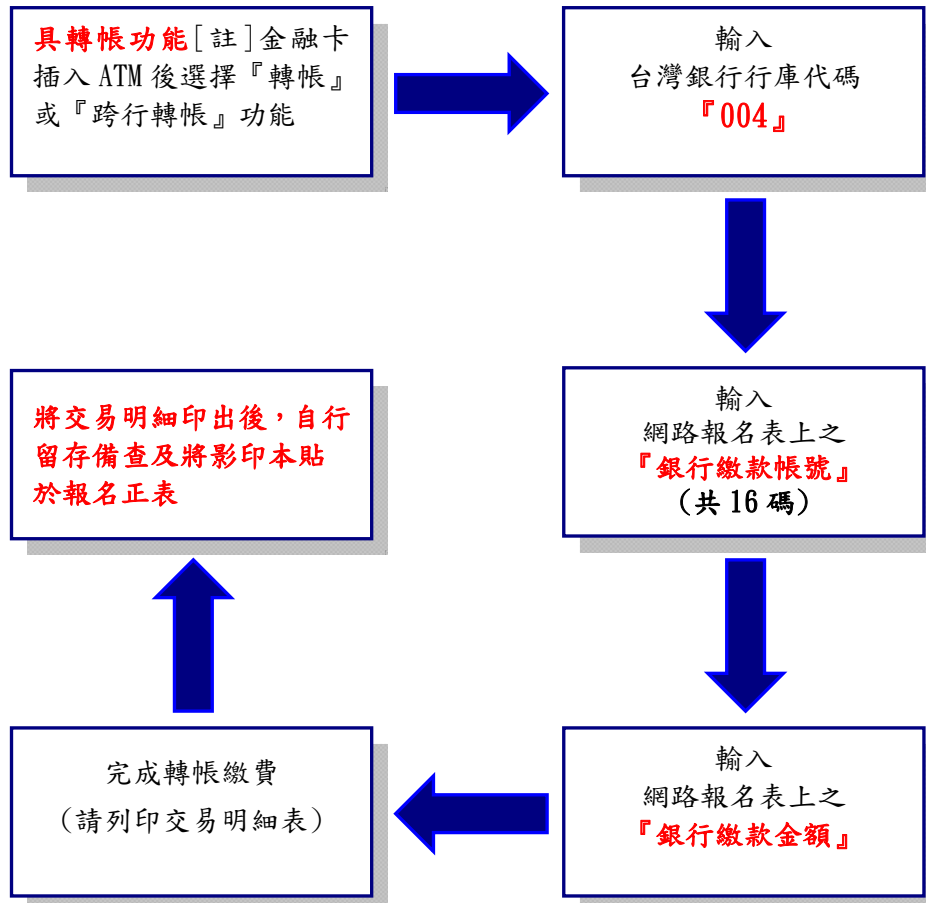 具轉帳功能[註]金融卡
插入 ATM 後選擇『轉帳』
或『跨行轉帳』功能
輸入
台灣銀行行庫代碼
『004』
輸入
網路報名表上之
『銀行繳款帳號』
(共 16 碼)
輸入
網路報名表上之
『銀行繳款金額』
完成轉帳繳費
(請列印交易明細表)
將交易明細印出後，自行
留存備查及將影印本貼
於報名正表